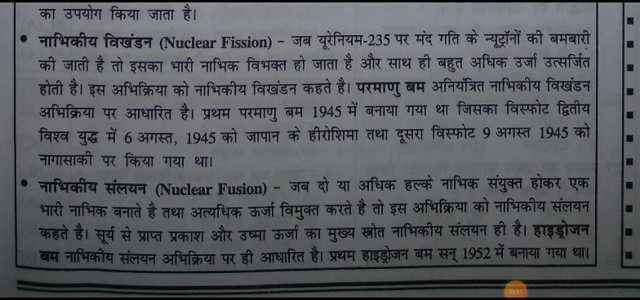 का उपयोग किया जाता है।
• नाभिकीय विखंडन (Nuclear Fission) – जब यूरेनियम-235 पर मंद गति के न्यूट्रॉनों की बमबारी
की जाती है तो इसका भारी नाभिक विभक्त हो जाता है और साथ ही बहुत अधिक उर्जा उत्सर्जित
होती है। इस अभिक्रिया को नाभिकीय विखंडन कहते है। परमाणु बम अनियंत्रित नाभिकीय विखंडन
अभिक्रिया पर आधारित है। प्रथम परमाणु बम 1945 में बनाया गया था जिसका विस्फोट द्वितीय
विश्व युद्ध में 6 अगस्त, 1945 को जापान के हीरोशिमा तथा दूसरा विस्फोट 9 अगस्त 1945 को
नागासाकी पर किया गया था।
• नाभिकीय संलयन (Nuclear Fusion) – जब दो या अधिक हल्के नाभिक संयुक्त होकर एक
भारी नाभिक बनाते है तथा अत्यधिक ऊर्जा विमुक्त करते है तो इस अभिक्रिया को नाभिकीय संलयन
कहते है। सूर्य से प्राप्त प्रकाश और उष्मा ऊर्जा का मुख्य स्रोत नाभिकीय संलयन ही है। हाइड्रोजन
बम नाभिकीय संलयन अभिक्रिया पर ही आधारित है। प्रथम हाइड्रोजन बम सन् 1952 में बनाया गया था।